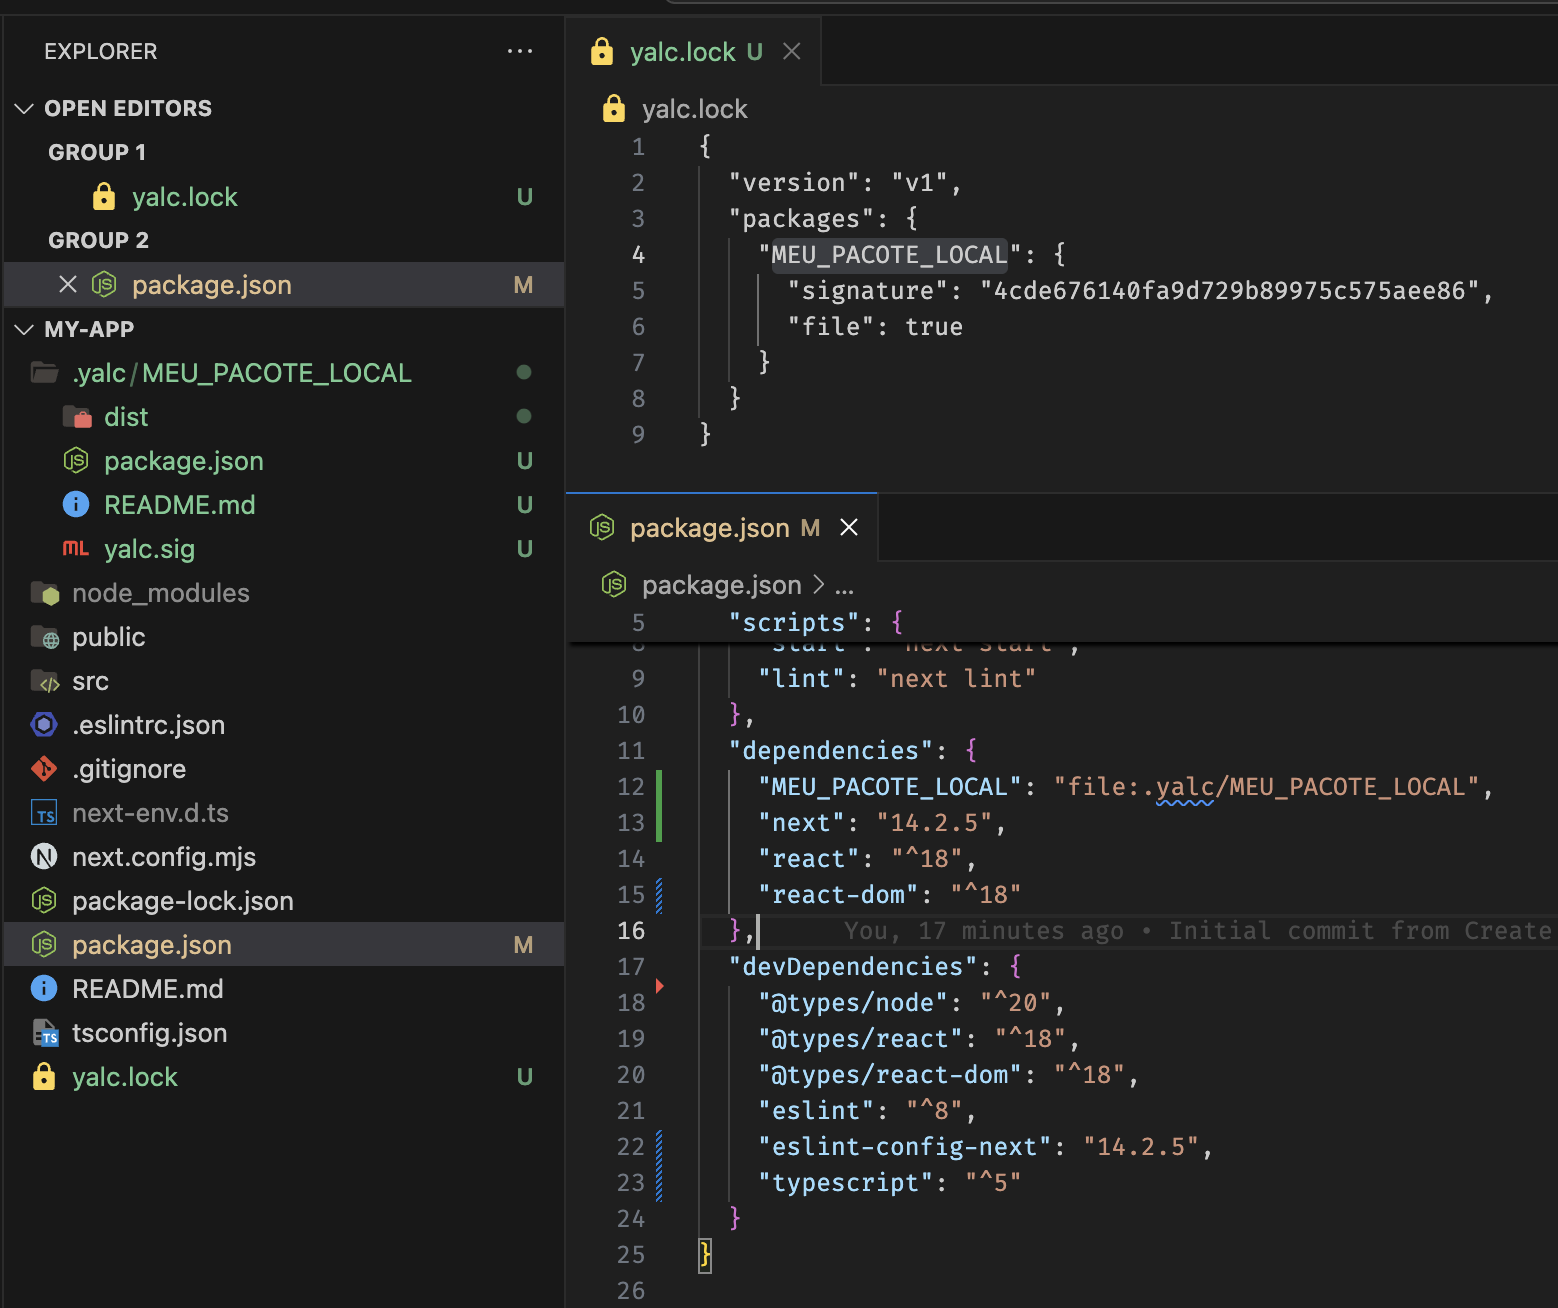 EXPLORER
OPEN EDITORS
GROUP 1
yalc.lock U
GROUP 2
package.json M
MY-APP
.yalc/MEU_PACOTE_LOCAL
dist
package.json U
README.md U
yalc.sig U
node_modules
public
src
.eslintrc.json
.gitignore
next-env.d.ts
next.config.mjs
package-lock.json
package.json M
README.md
tsconfig.json
yalc.lock U
yalc.lock U
yalc.lock
1 {
2 "version": "v1",
3 "packages": {
4 "MEU_PACOTE_LOCAL": {
5 "signature": "4cde676140fa9d729b89975c575aee86",
6 "file": true
7 }
8 }
9 }
package.json M
package.json > ...
5 "scripts": {
8 "start": "next start",
9 "lint": "next lint"
10 },
11 "dependencies": {
12 "MEU_PACOTE_LOCAL": "file:.yalc/MEU_PACOTE_LOCAL",
13 "next": "14.2.5",
14 "react": "^18",
15 "react-dom": "^18"
16 }, You, 17 minutes ago • Initial commit from Create
17 "devDependencies": {
18 "@types/node": "^20",
19 "@types/react": "^18",
20 "@types/react-dom": "^18",
21 "eslint": "^8",
22 "eslint-config-next": "14.2.5",
23 "typescript": "^5"
24 }
25 }
26